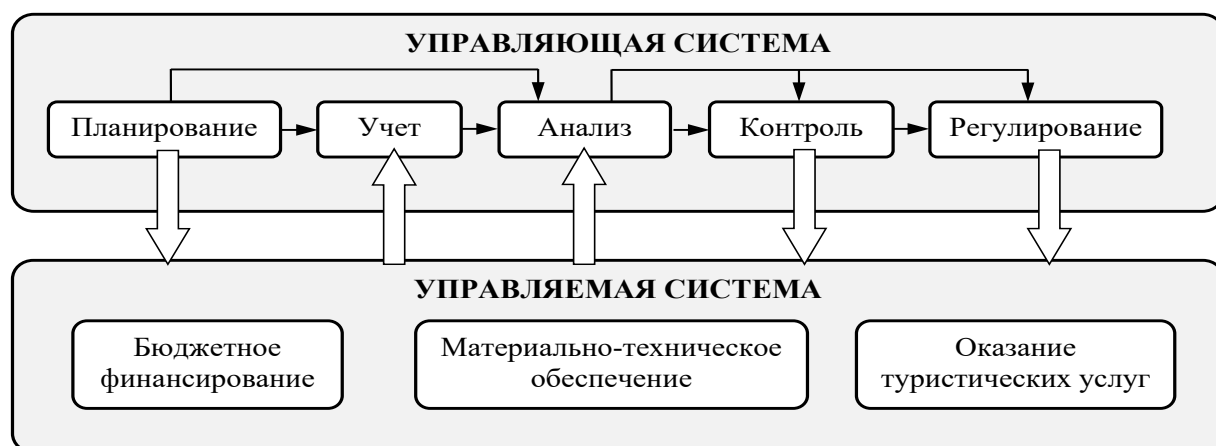 УПРАВЛЯЮЩАЯ СИСТЕМА
Планирование
Учет
Анализ
Контроль
Регулирование
УПРАВЛЯЕМАЯ СИСТЕМА
Бюджетное
финансирование
Материально-техническое
обеспечение
Оказание
туристических услуг